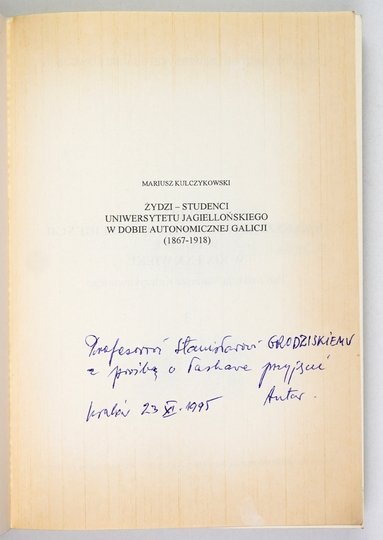 MARIUSZ KULCZYKOWSKI
ŻYDZI – STUDENCI
UNIWERSYTETU JAGIELLOŃSKIEGO
W DOBIE AUTONOMICZNEJ GALICJI
(1867-1918)
Profesorowi Stanisławowi GRODZISKIEMU
z prośbą o łaskawe przyjęcie
Kraków 23 XI. 1995 Autor.